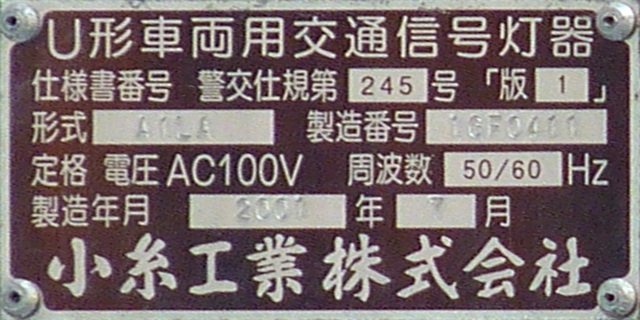 U形車両用交通信号灯器
仕様書番号 警交仕規第 245 号 「版 1 」
形式 A1LA 製造番号 1GF0411
定格 電圧 AC100V 周波数 50/60 Hz
製造年月 2001 年 7 月
小糸工業株式会社